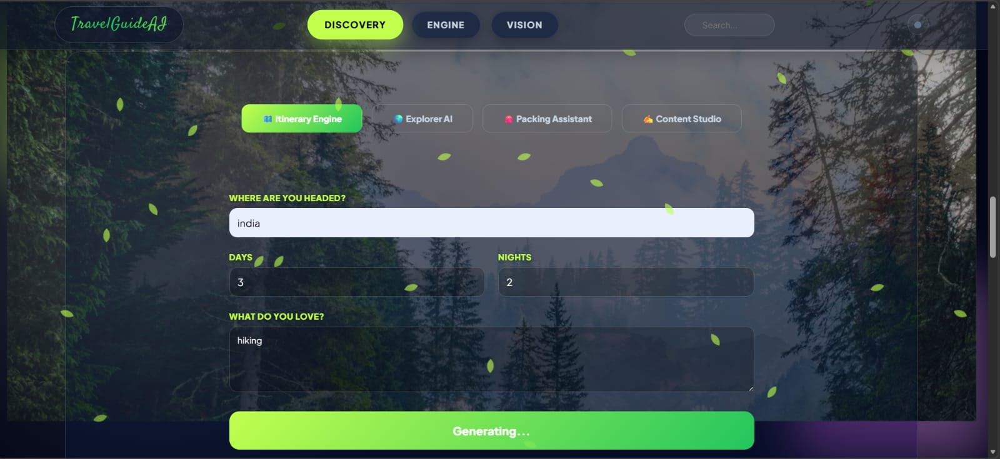 TravelGuideAI
DISCOVERY
ENGINE
VISION
Search...
Itinerary Engine
Explorer AI
Packing Assistant
Content Studio
WHERE ARE YOU HEADED?
india
DAYS
NIGHTS
3
2
WHAT DO YOU LOVE?
hiking
Generating...